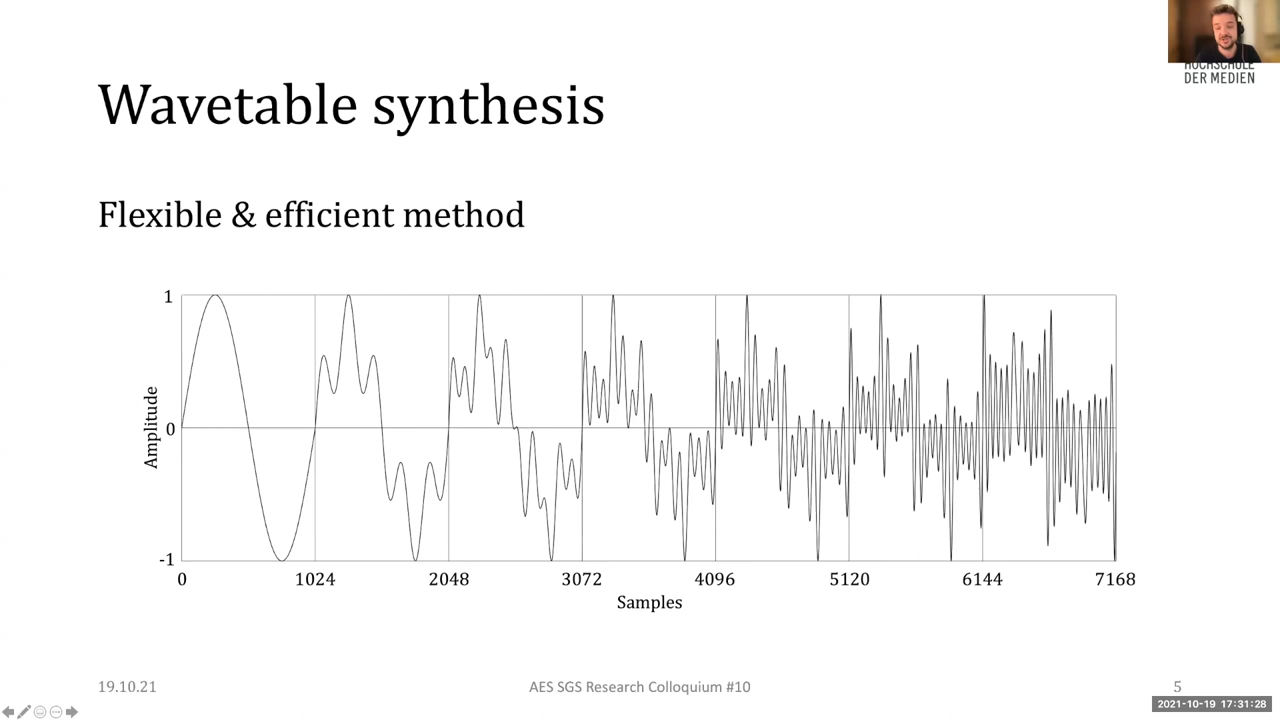 HOCHSCHULE
DER MEDIEN
Wavetable synthesis
Flexible & efficient method
1
0
-1
Amplitude
0 1024 2048 3072 4096 5120 6144 7168
Samples
19.10.21 AES SGS Research Colloquium #10 5
2021-10-19 17:31:28